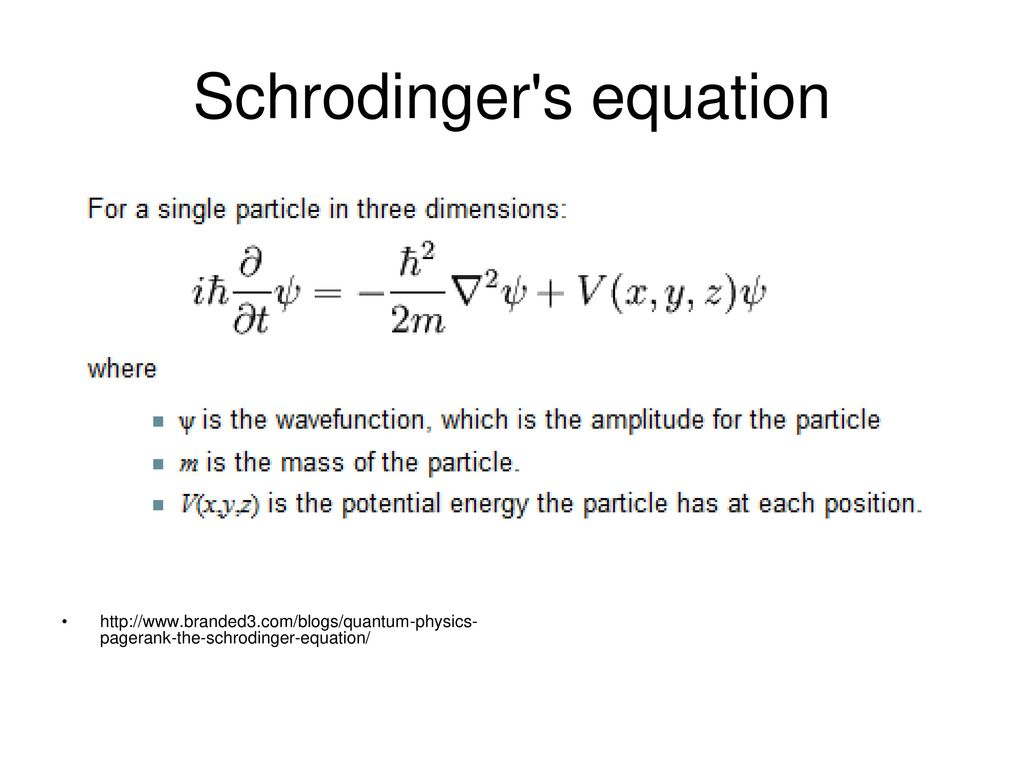 Schrodinger's equation
For a single particle in three dimensions:
iħ ∂/∂t ψ = − ħ²/2m ∇²ψ + V(x, y, z)ψ
where
▪ ψ is the wavefunction, which is the amplitude for the particle
▪ m is the mass of the particle.
▪ V(x,y,z) is the potential energy the particle has at each position.
• http://www.branded3.com/blogs/quantum-physics-
pagerank-the-schrodinger-equation/